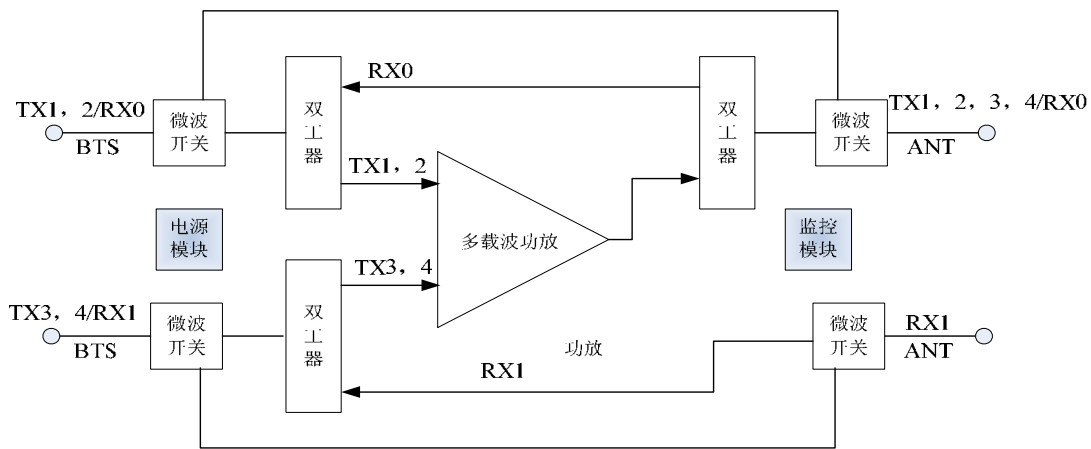 RX0
TX1，2/RX0
BTS
微波
开关
双
工
器
TX1，2
双
工
器
微波
开关
TX1，2，3，4/RX0
ANT
电源
模块
多载波功放
监控
模块
TX3，4
TX3，4/RX1
BTS
微波
开关
双
工
器
功放
RX1
微波
开关
RX1
ANT